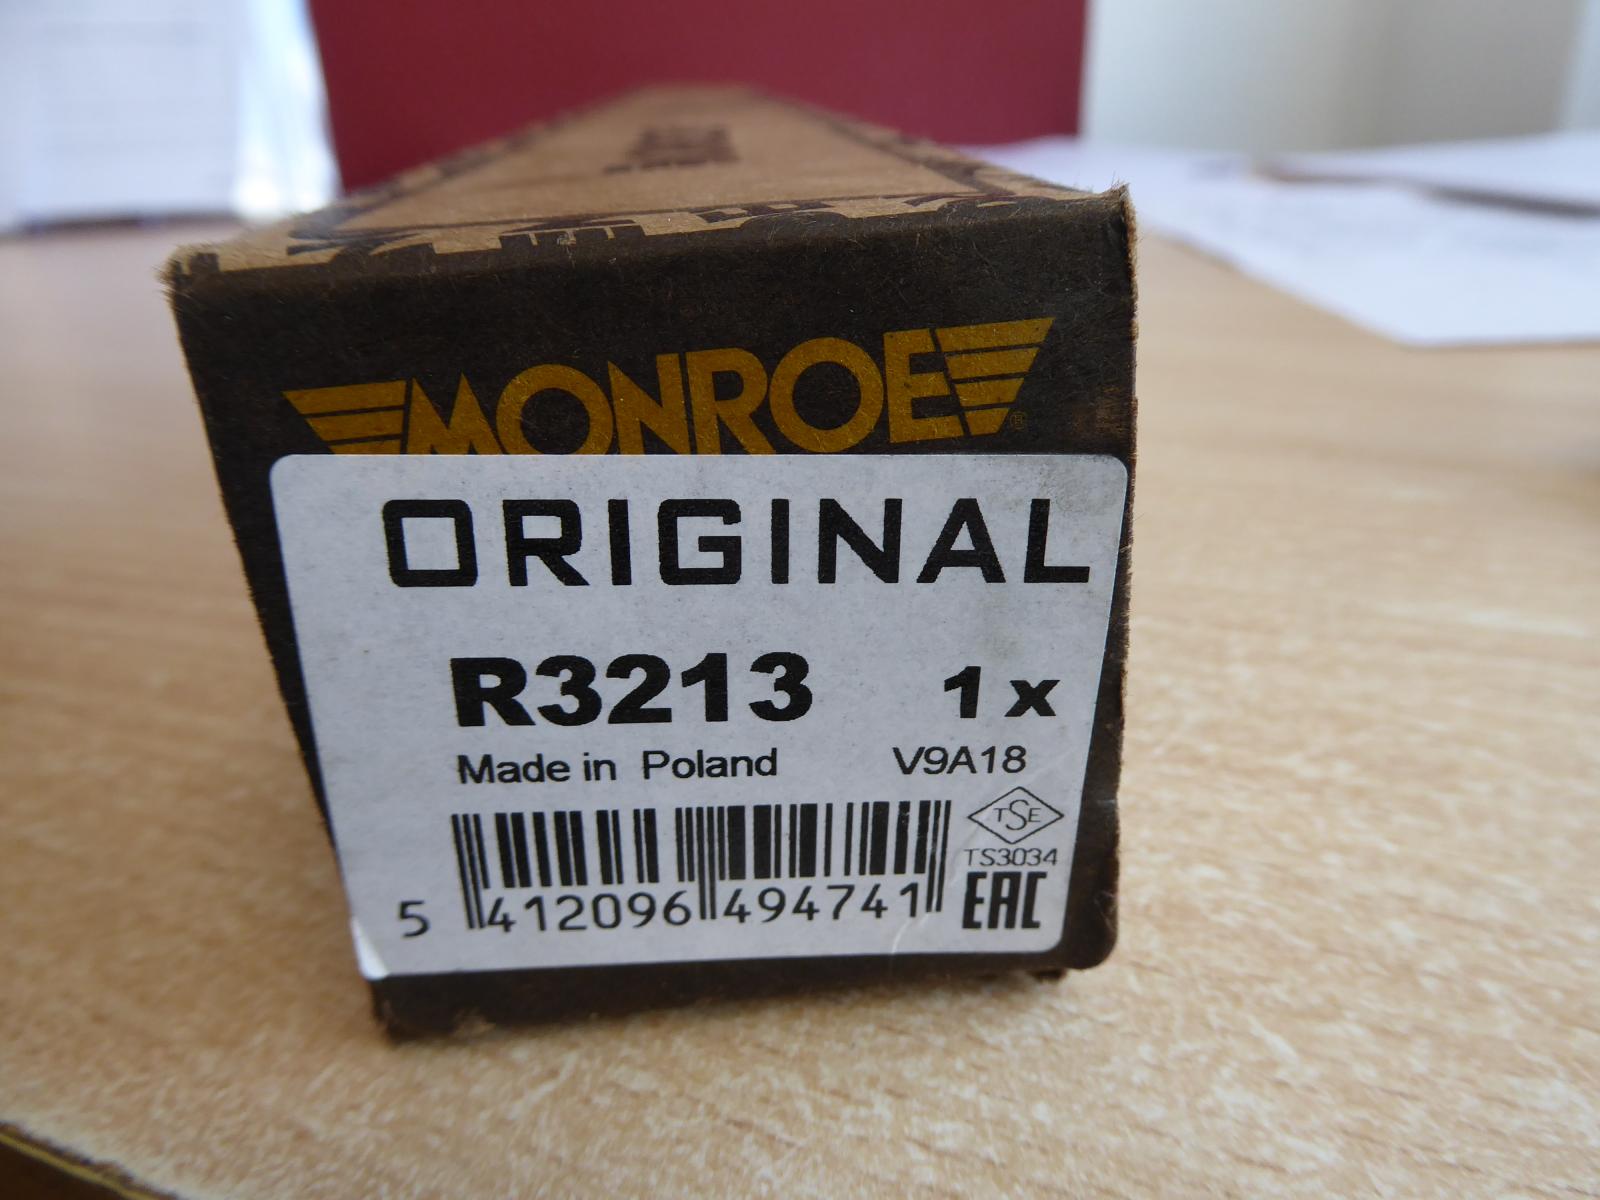 MONROE
®
ORIGINAL
R3213 1 x
Made in Poland V9A18
TSE
TS3034
EAC
5 412096 494741